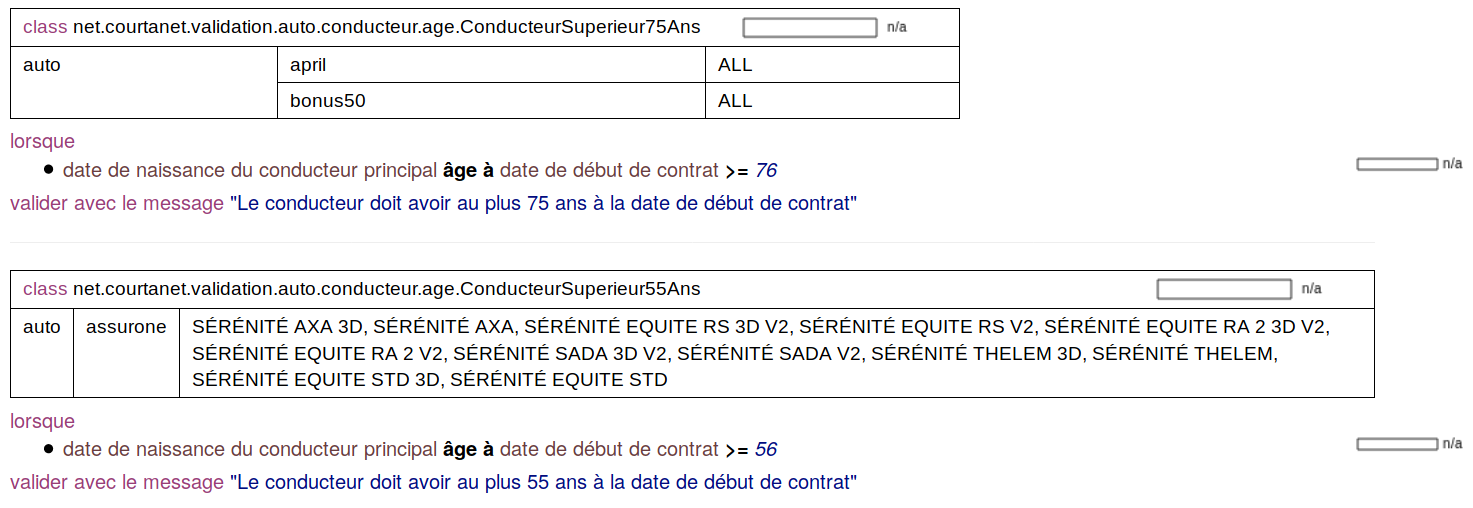 class net.courtanet.validation.auto.conducteur.age.ConducteurSuperieur75Ans n/a
auto april ALL
bonus50 ALL
lorsque
date de naissance du conducteur principal âge à date de début de contrat >= 76 n/a
valider avec le message "Le conducteur doit avoir au plus 75 ans à la date de début de contrat"
class net.courtanet.validation.auto.conducteur.age.ConducteurSuperieur55Ans n/a
auto assurone SÉRÉNITÉ AXA 3D, SÉRÉNITÉ AXA, SÉRÉNITÉ EQUITE RS 3D V2, SÉRÉNITÉ EQUITE RS V2, SÉRÉNITÉ EQUITE RA 2 3D V2,
SÉRÉNITÉ EQUITE RA 2 V2, SÉRÉNITÉ SADA 3D V2, SÉRÉNITÉ SADA V2, SÉRÉNITÉ THELEM 3D, SÉRÉNITÉ THELEM,
SÉRÉNITÉ EQUITE STD 3D, SÉRÉNITÉ EQUITE STD
lorsque
date de naissance du conducteur principal âge à date de début de contrat >= 56 n/a
valider avec le message "Le conducteur doit avoir au plus 55 ans à la date de début de contrat"